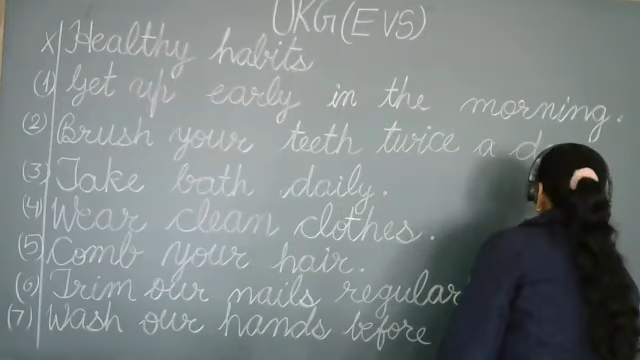 UKG (EVS)
X Healthy habits
(1) Get up early in the morning.
(2) Brush your teeth twice a d
(3) Take bath daily.
(4) Wear clean clothes.
(5) Comb your hair.
(6) Trim our nails regular
(7) Wash our hands before